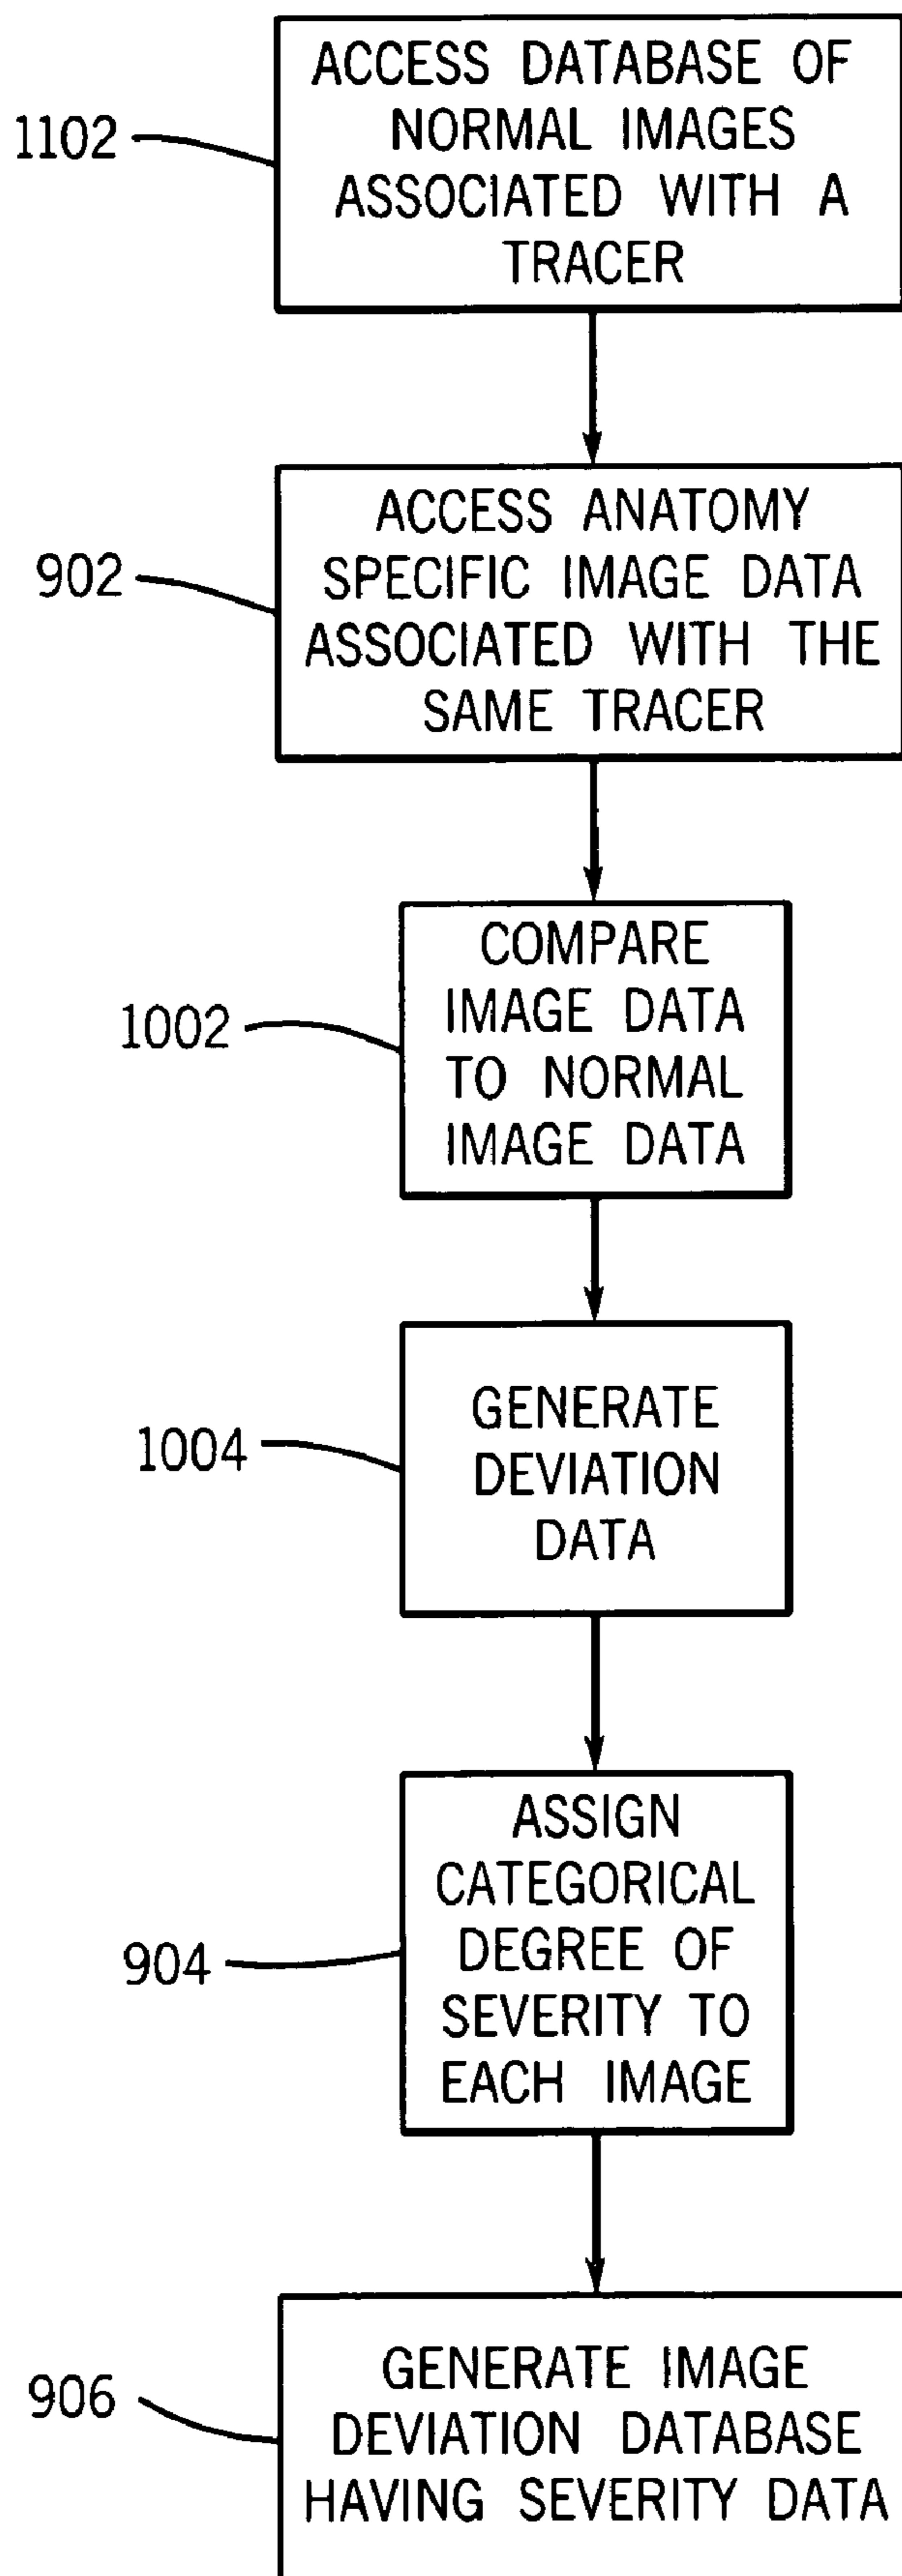 1102
ACCESS DATABASE OF
NORMAL IMAGES
ASSOCIATED WITH A
TRACER
902
ACCESS ANATOMY
SPECIFIC IMAGE DATA
ASSOCIATED WITH THE
SAME TRACER
1002
COMPARE
IMAGE DATA
TO NORMAL
IMAGE DATA
1004
GENERATE
DEVIATION
DATA
904
ASSIGN
CATEGORICAL
DEGREE OF
SEVERITY TO
EACH IMAGE
906
GENERATE IMAGE
DEVIATION DATABASE
HAVING SEVERITY DATA